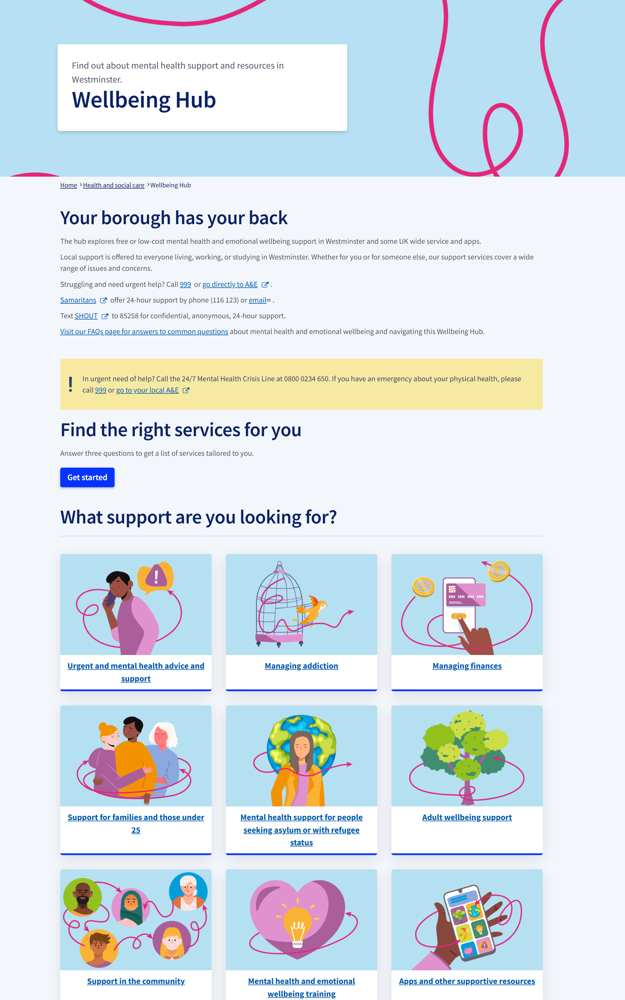 Find out about mental health support and resources in
Westminster.
Wellbeing Hub
Home > Health and social care > Wellbeing Hub
Your borough has your back
The hub explores free or low-cost mental health and emotional wellbeing support in Westminster and some UK wide service and apps.
Local support is offered to everyone living, working, or studying in Westminster. Whether for you or for someone else, our support services cover a wide
range of issues and concerns.
Struggling and need urgent help? Call 999 or go directly to A&E .
Samaritans offer 24-hour support by phone (116 123) or email .
Text SHOUT to 85258 for confidential, anonymous, 24-hour support.
Visit our FAQs page for answers to common questions about mental health and emotional wellbeing and navigating this Wellbeing Hub.
! In urgent need of help? Call the 24/7 Mental Health Crisis Line at 0800 0234 650. If you have an emergency about your physical health, please
call 999 or go to your local A&E
Find the right services for you
Answer three questions to get a list of services tailored to you.
Get started
What support are you looking for?
!
£
£
Urgent and mental health advice and
support
Managing addiction
Managing finances
Support for families and those under
25
Mental health support for people
seeking asylum or with refugee
status
Adult wellbeing support
!
Support in the community
Mental health and emotional
wellbeing training
Apps and other supportive resources